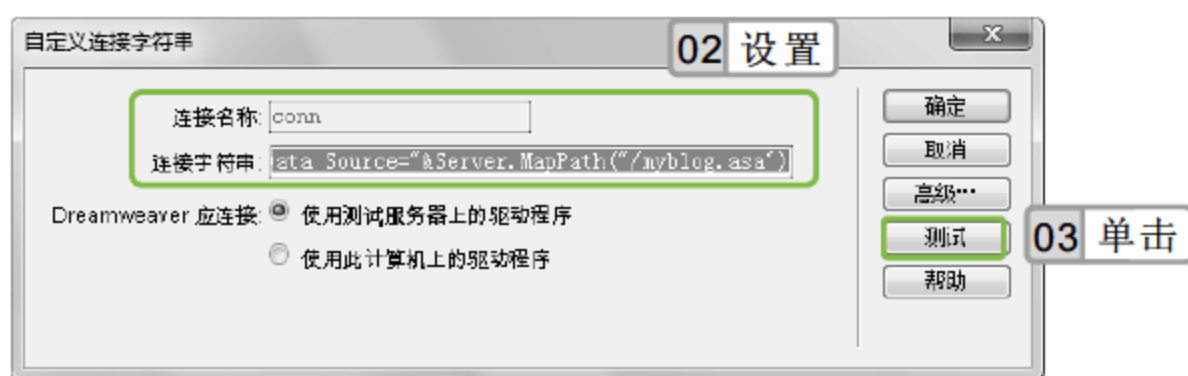 自定义连接字符串
02 设置
连接名称: conn
确定
连接字符串: ata Source="&Server.MapPath("/myblog.asa")
取消
高级…
Dreamweaver 应连接: 使用测试服务器上的驱动程序
测试
03 单击
使用此计算机上的驱动程序
帮助